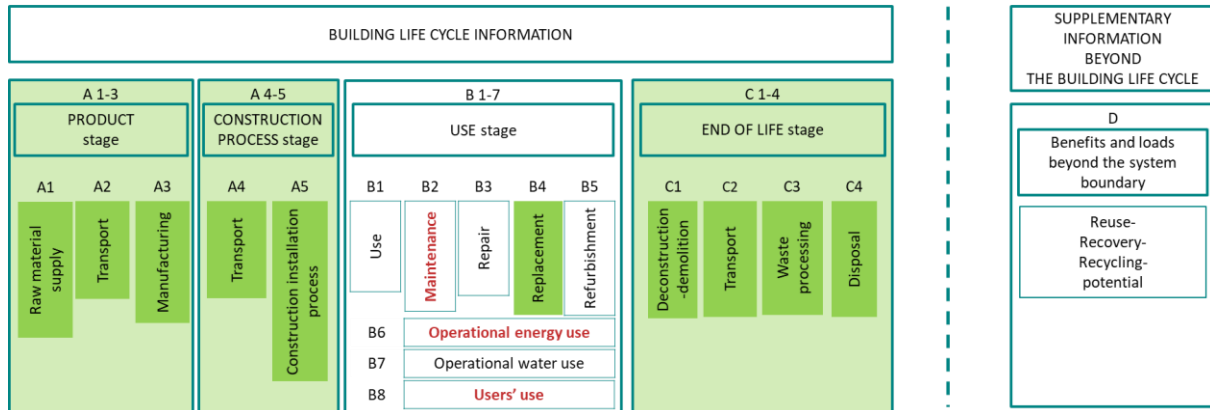 BUILDING LIFE CYCLE INFORMATION
SUPPLEMENTARY
INFORMATION
BEYOND
THE BUILDING LIFE CYCLE
A 1-3
PRODUCT
stage
A1
A2
A3
Raw material
supply
Transport
Manufacturing
A 4-5
CONSTRUCTION
PROCESS stage
A4
A5
Transport
Construction installation
process
B 1-7
USE stage
B1
B2
B3
B4
B5
Use
Maintenance
Repair
Replacement
Refurbishment
B6
Operational energy use
B7
Operational water use
B8
Users' use
C 1-4
END OF LIFE stage
C1
C2
C3
C4
Deconstruction
-demolition
Transport
Waste
processing
Disposal
D
Benefits and loads
beyond the system
boundary
Reuse-
Recovery-
Recycling-
potential